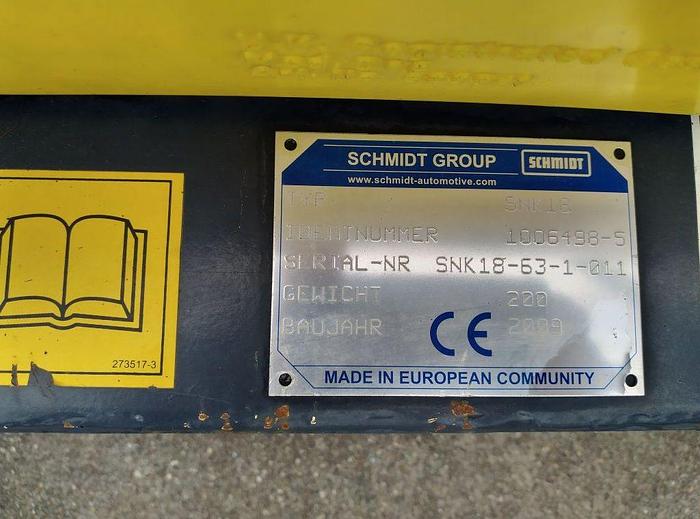 SCHMIDT GROUP SCHMIDT
www.schmidt-automotive.com
TYP SNK18
IDENTNUMMER 1006498-5
SERIAL-NR SNK18-63-1-011
GEWICHT 200
BAUJAHR 2009
CE
MADE IN EUROPEAN COMMUNITY
273517-3